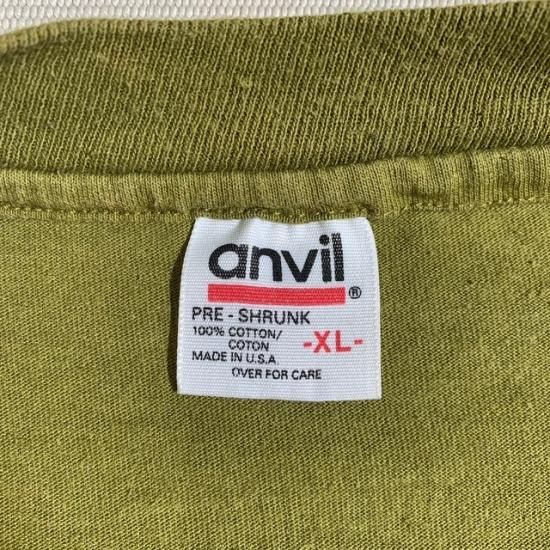 anvil
®
PRE - SHRUNK
100% COTTON/
COTON
-XL-
MADE IN U.S.A.
OVER FOR CARE